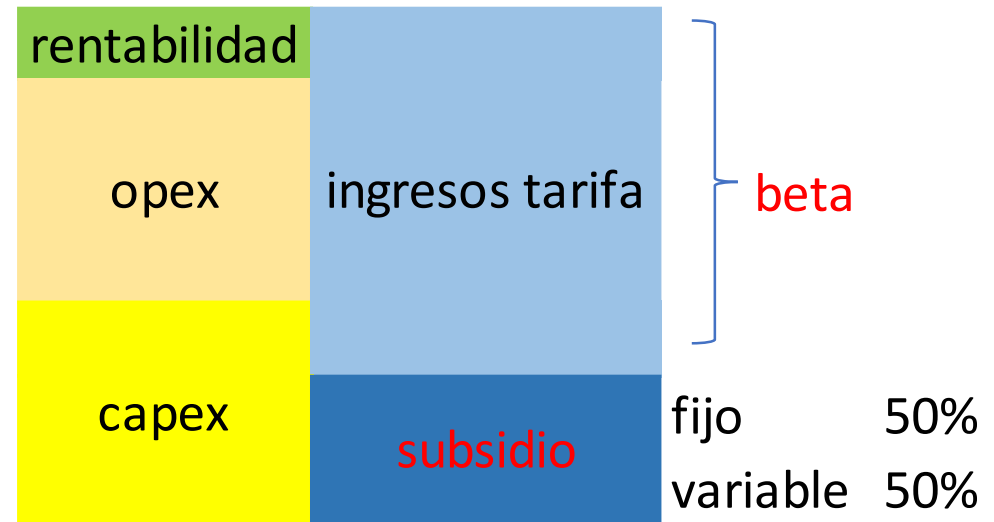 rentabilidad
opex
ingresos tarifa
beta
capex
subsidio
fijo 50%
variable 50%